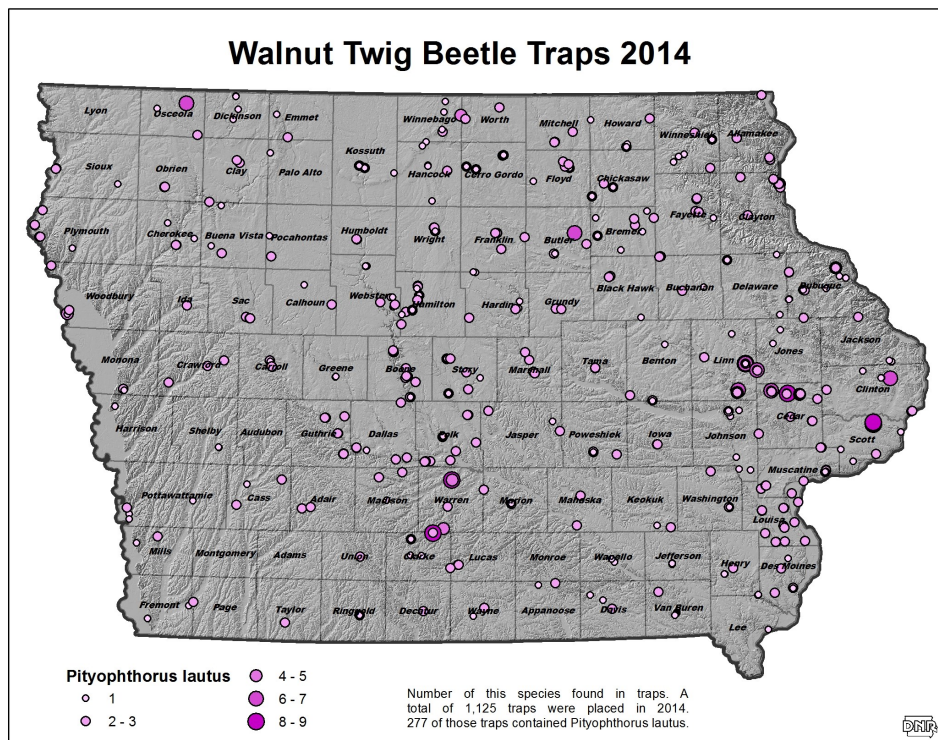 Walnut Twig Beetle Traps 2014
Lyon
Osceola
Dickinson
Emmet
Winnebago
Worth
Mitchell
Howard
Winneshiek
Allamakee
Kossuth
Sioux
Obrien
Clay
Palo Alto
Hancock
Cerro Gordo
Floyd
Chickasaw
Fayette
Clayton
Plymouth
Cherokee
Buena Vista
Pocahontas
Humboldt
Wright
Franklin
Butler
Bremer
Woodbury
Ida
Sac
Calhoun
Webster
Hamilton
Hardin
Grundy
Black Hawk
Buchanan
Delaware
Dubuque
Monona
Crawford
Carroll
Greene
Boone
Story
Marshall
Tama
Benton
Linn
Jones
Jackson
Clinton
Harrison
Shelby
Audubon
Guthrie
Dallas
Polk
Jasper
Poweshiek
Iowa
Johnson
Cedar
Scott
Muscatine
Pottawattamie
Cass
Adair
Madison
Warren
Marion
Mahaska
Keokuk
Washington
Louisa
Mills
Montgomery
Adams
Union
Clarke
Lucas
Monroe
Wapello
Jefferson
Henry
Des Moines
Fremont
Page
Taylor
Ringgold
Decatur
Wayne
Appanoose
Davis
Van Buren
Lee
Pityophthorus lautus
1
2 - 3
4 - 5
6 - 7
8 - 9
Number of this species found in traps. A
total of 1,125 traps were placed in 2014.
277 of those traps contained Pityophthorus lautus.
DNR